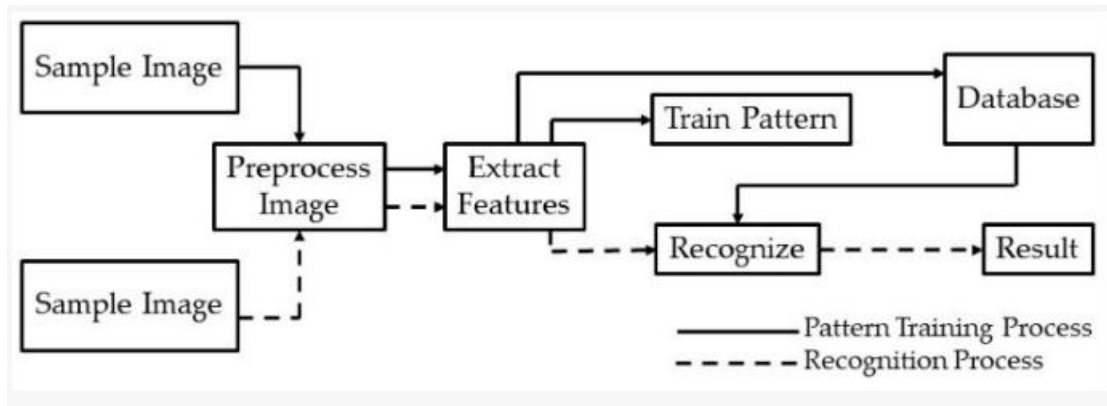 Sample Image
Database
Train Pattern
Preprocess
Image
Extract
Features
Recognize
Result
Sample Image
Pattern Training Process
Recognition Process